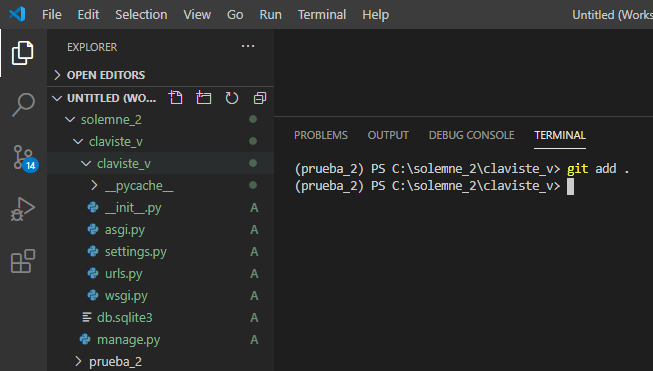 File Edit Selection View Go Run Terminal Help Untitled (Works
EXPLORER ...
OPEN EDITORS
UNTITLED (WO...
solemne_2
claviste_v
claviste_v
__pycache__
__init__.py A
asgi.py A
settings.py A
urls.py A
wsgi.py A
db.sqlite3 A
manage.py A
prueba_2
14
PROBLEMS OUTPUT DEBUG CONSOLE TERMINAL
(prueba_2) PS C:\solemne_2\claviste_v> git add .
(prueba_2) PS C:\solemne_2\claviste_v>